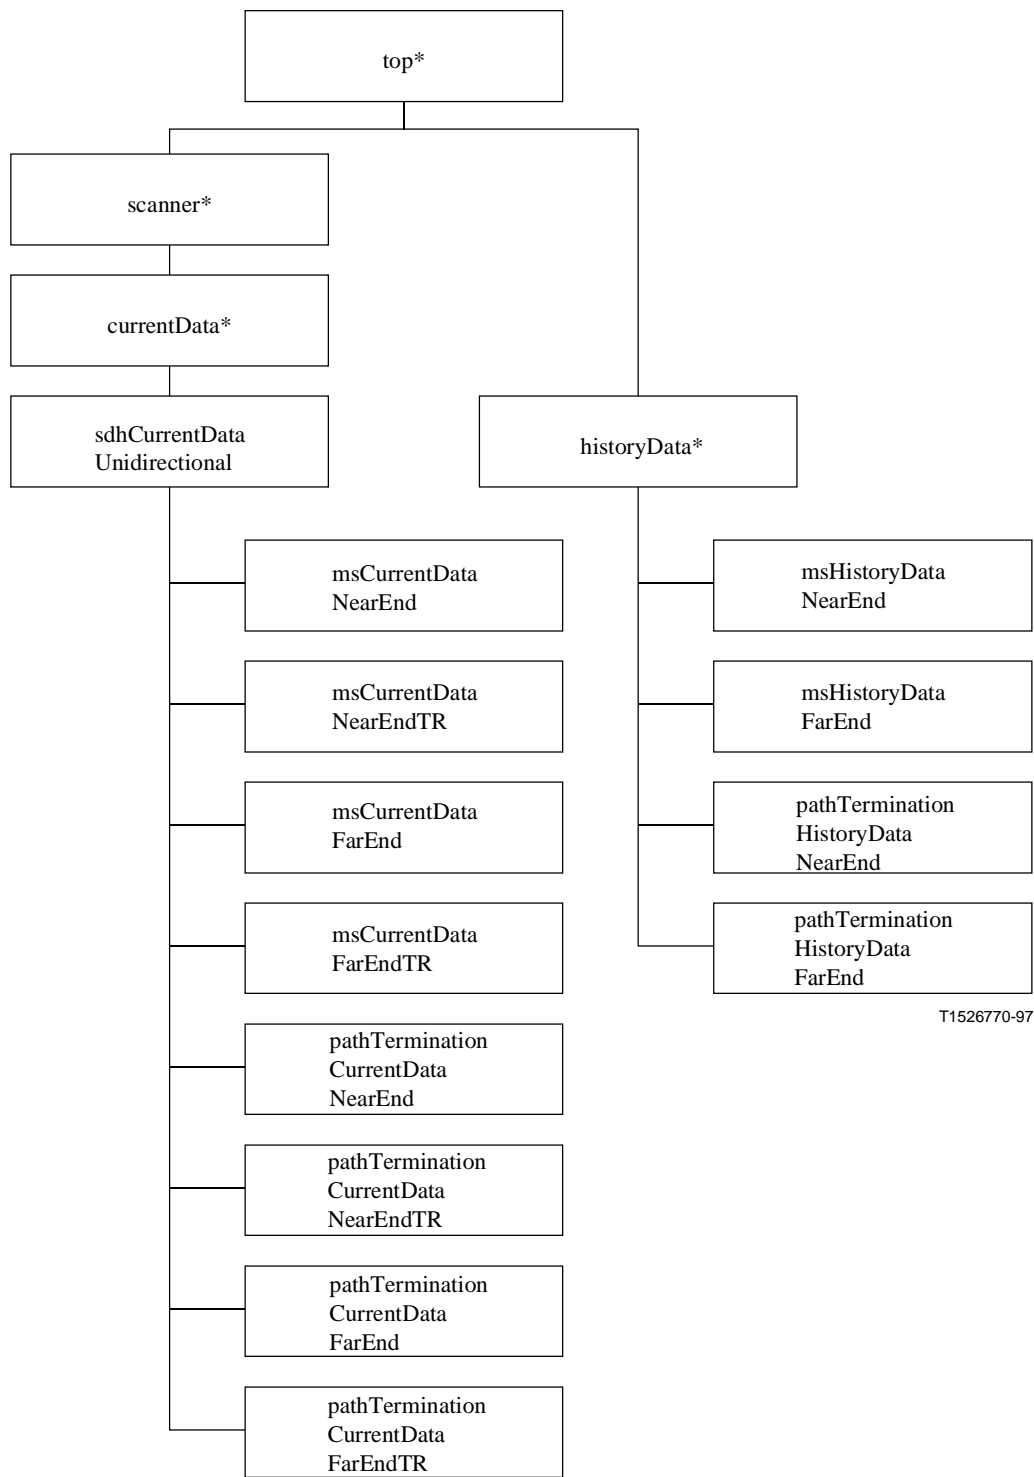 top*
scanner*
currentData*
sdhCurrentData
Unidirectional
historyData*
msCurrentData
NearEnd
msCurrentData
NearEndTR
msCurrentData
FarEnd
msCurrentData
FarEndTR
pathTermination
CurrentData
NearEnd
pathTermination
CurrentData
NearEndTR
pathTermination
CurrentData
FarEnd
pathTermination
CurrentData
FarEndTR
msHistoryData
NearEnd
msHistoryData
FarEnd
pathTermination
HistoryData
NearEnd
pathTermination
HistoryData
FarEnd
T1526770-97